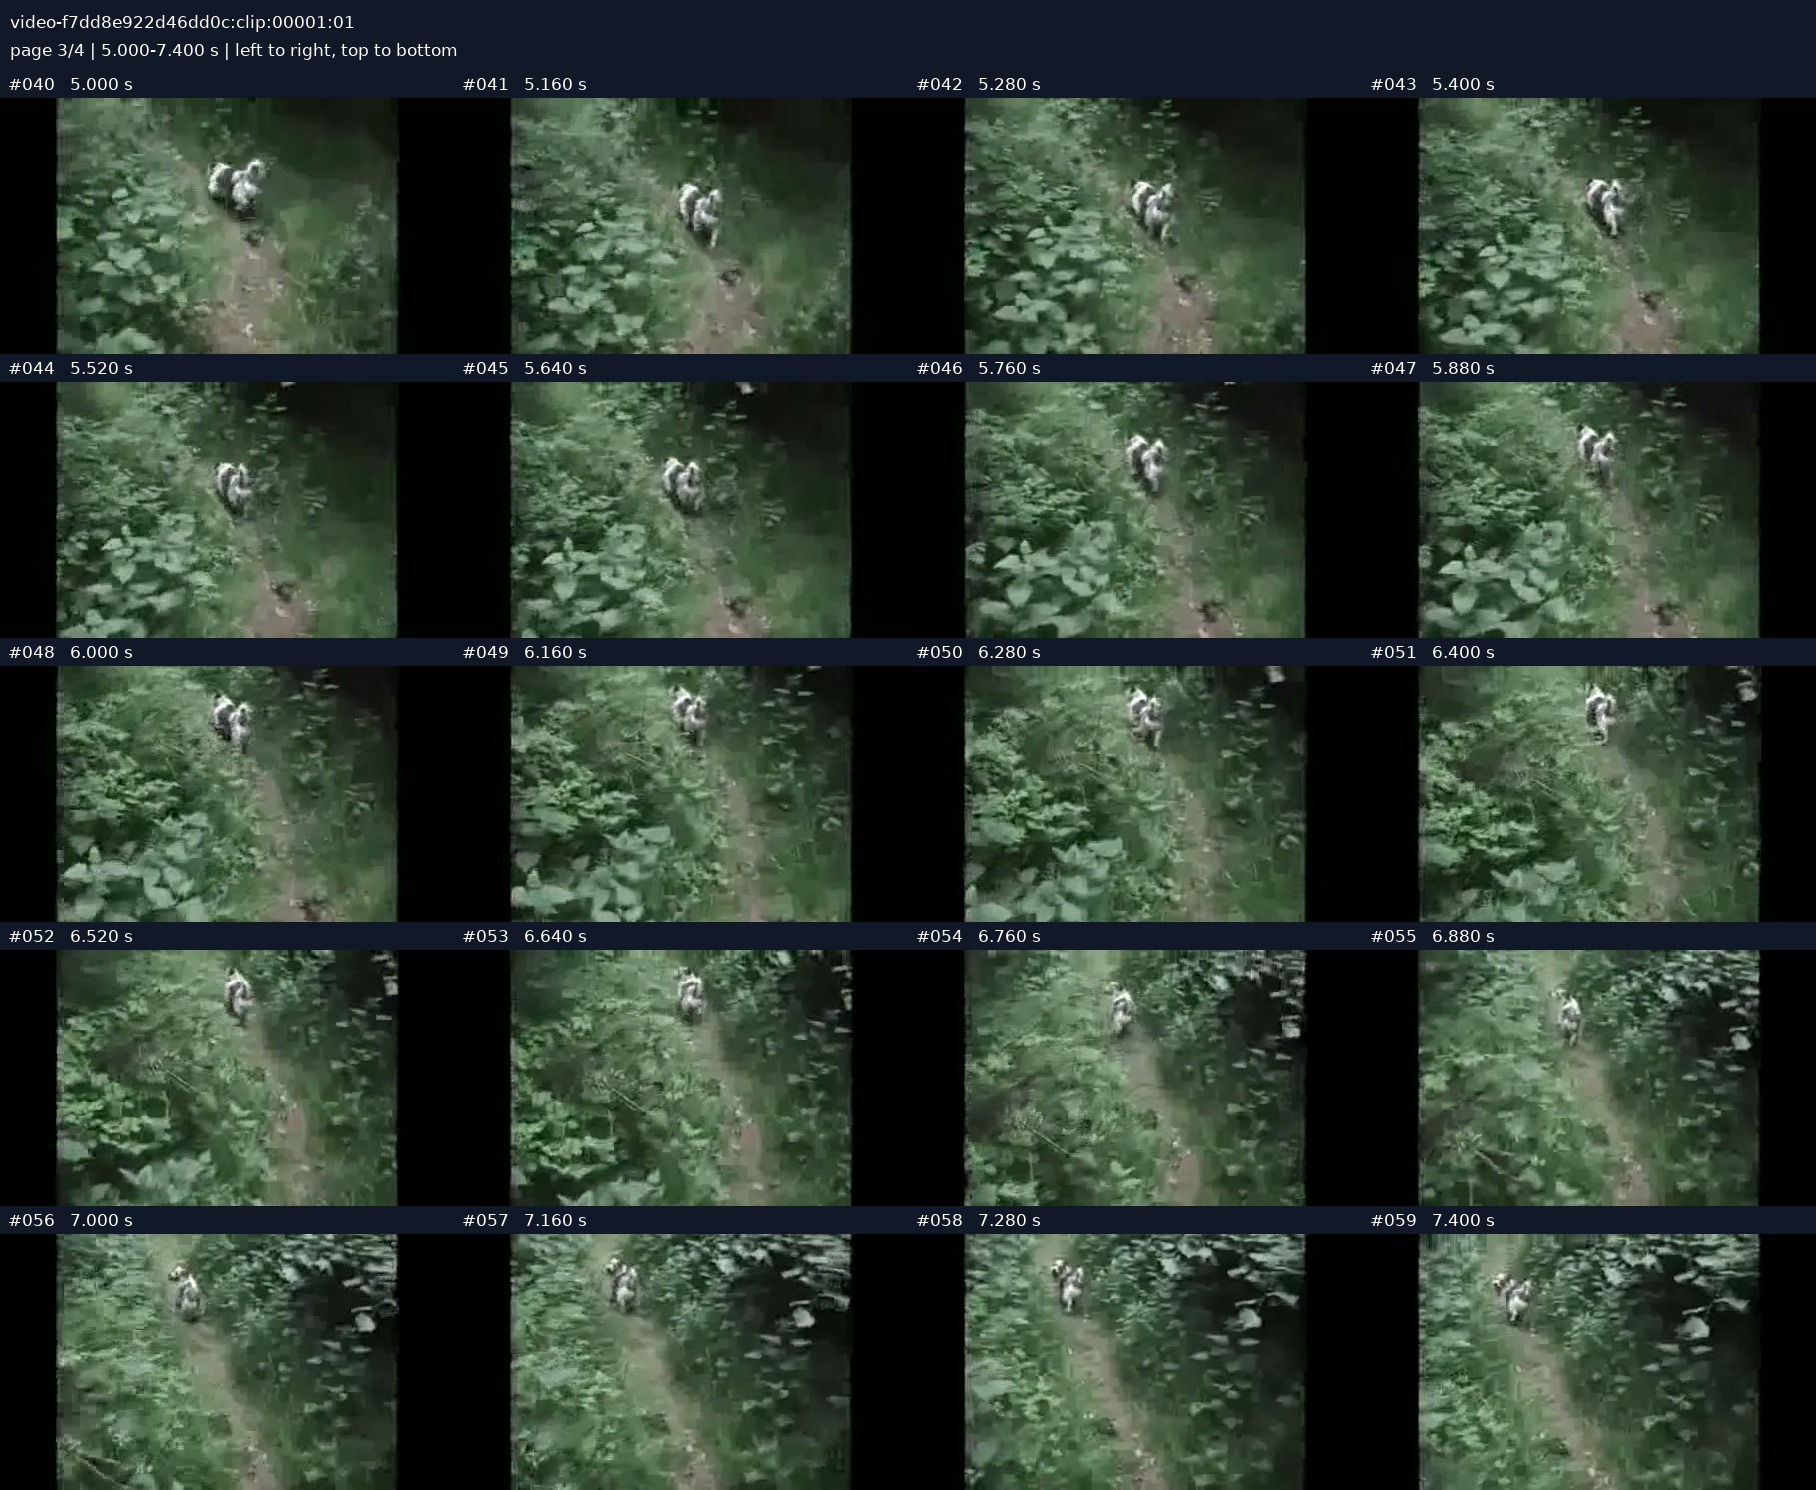 video-f7dd8e922d46dd0c:clip:00001:01
page 3/4 | 5.000-7.400 s | left to right, top to bottom
#040 5.000 s #041 5.160 s #042 5.280 s #043 5.400 s
#044 5.520 s #045 5.640 s #046 5.760 s #047 5.880 s
#048 6.000 s #049 6.160 s #050 6.280 s #051 6.400 s
#052 6.520 s #053 6.640 s #054 6.760 s #055 6.880 s
#056 7.000 s #057 7.160 s #058 7.280 s #059 7.400 s